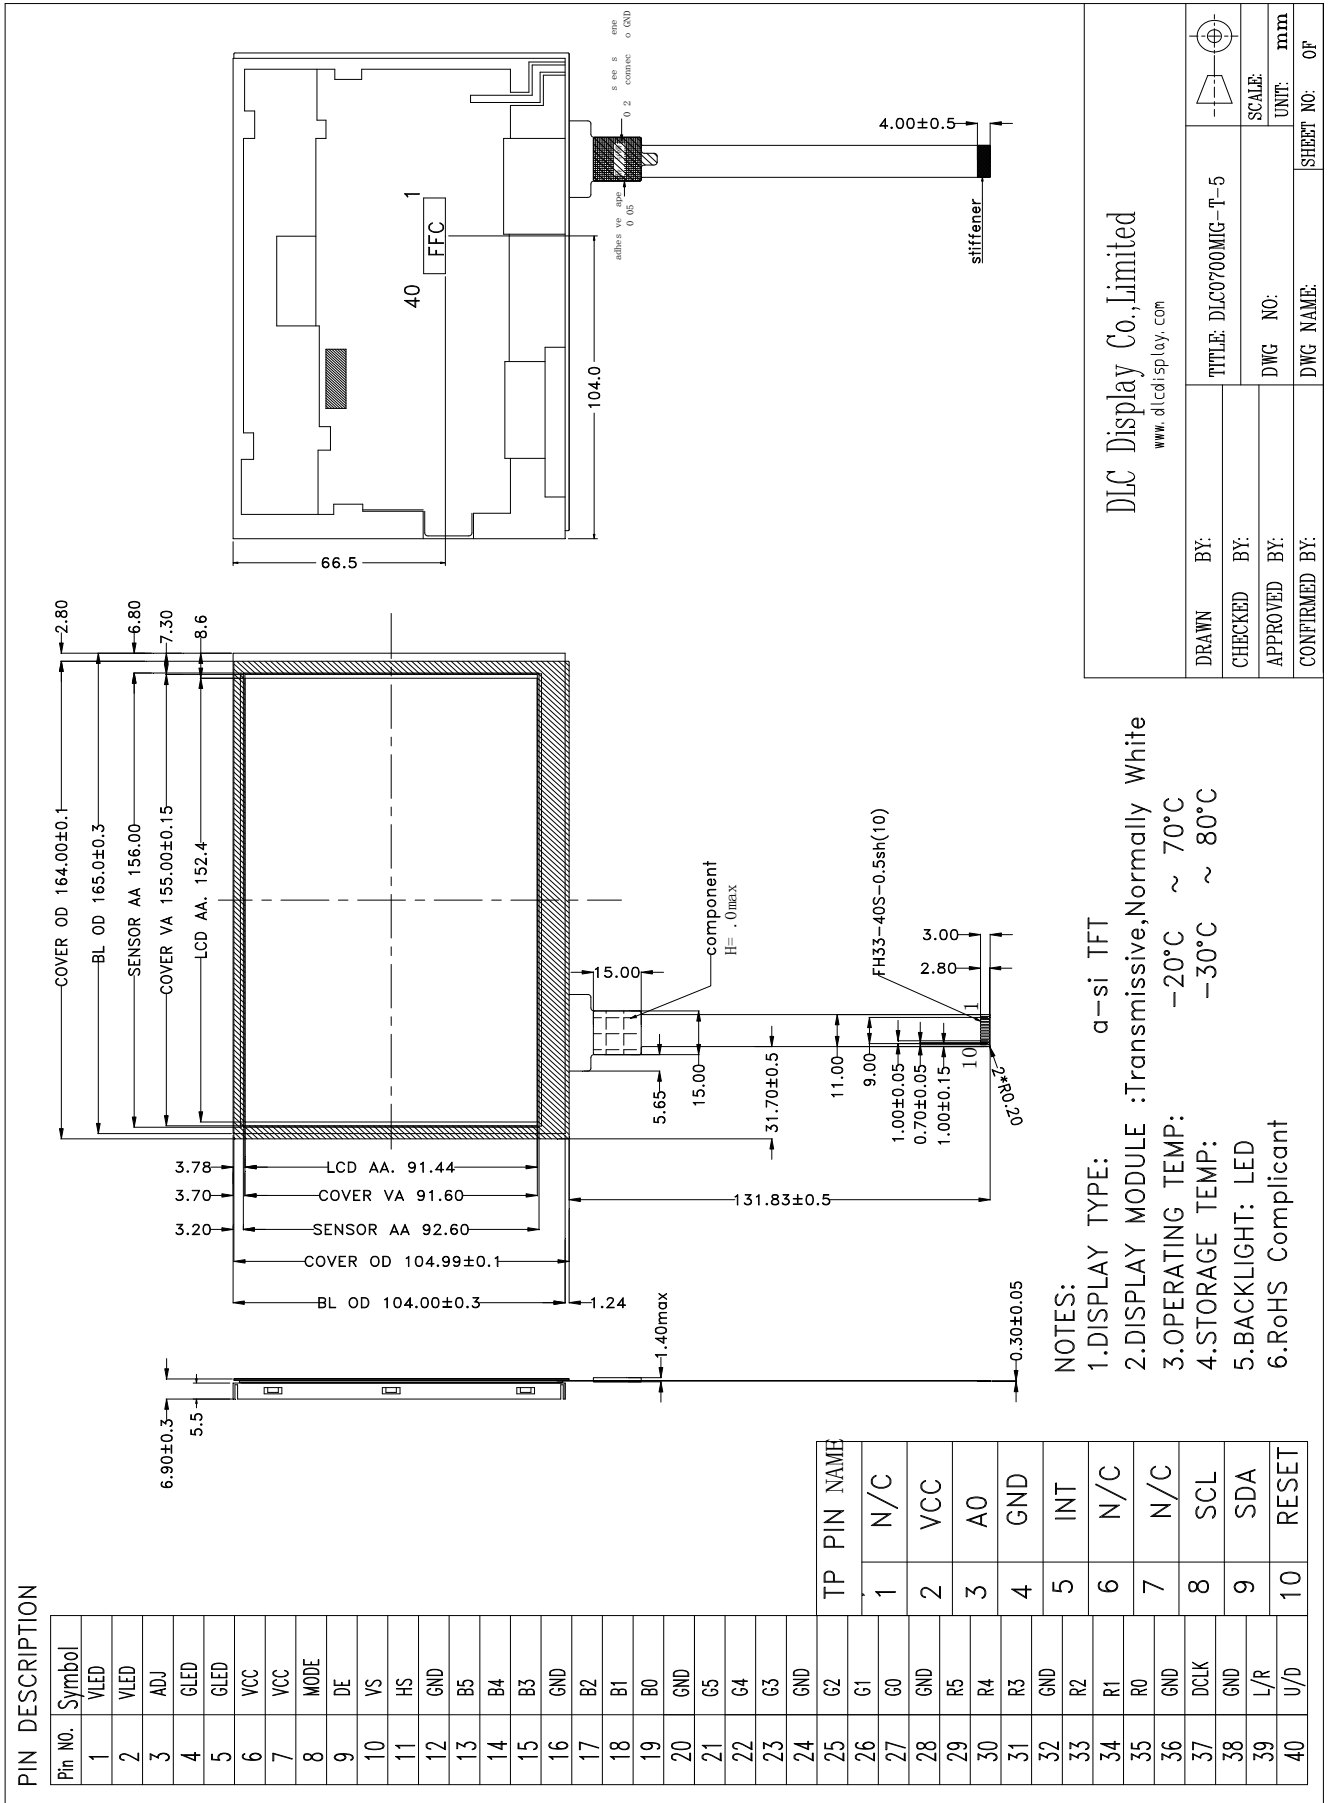 PIN DESCRIPTION
Pin NO. Symbol
1 VLED
2 VLED
3 ADJ
4 GLED
5 GLED
6 VCC
7 VCC
8 MODE
9 DE
10 VS
11 HS
12 GND
13 B5
14 B4
15 B3
16 GND
17 B2
18 B1
19 B0
20 GND
21 G5
22 G4
23 G3
24 GND
25 G2
26 G1
27 G0
28 GND
29 R5
30 R4
31 R3
32 GND
33 R2
34 R1
35 R0
36 GND
37 DCLK
38 GND
39 L/R
40 U/D
TP PIN NAME
1 N/C
2 VCC
3 A0
4 GND
5 INT
6 N/C
7 N/C
8 SCL
9 SDA
10 RESET
6.90±0.3
5.5
1.40max
0.30±0.05
COVER OD 164.00±0.1
2.80
BL OD 165.0±0.3
SENSOR AA 156.00
6.80
COVER VA 155.00±0.15
7.30
LCD AA. 152.4
8.6
3.78
LCD AA. 91.44
3.70
COVER VA 91.60
3.20
SENSOR AA 92.60
COVER OD 104.99±0.1
BL OD 104.00±0.3
1.24
131.83±0.5
15.00
component
H= .0max
5.65
15.00
31.70±0.5
11.00
9.00
1.00±0.05
0.70±0.05
1.00±0.15
FH33-40S-0.5sh(10)
3.00
2.80
10
1
2*R0.20
66.5
104.0
40
FFC
1
adhes ve ape
0 05
s ee s ene
0 2 connec o GND
4.00±0.5
stiffener
NOTES:
1.DISPLAY TYPE: a-si TFT
2.DISPLAY MODULE :Transmissive,Normally White
3.OPERATING TEMP: -20°C ~ 70°C
4.STORAGE TEMP: -30°C ~ 80°C
5.BACKLIGHT: LED
6.RoHS Complicant
DLC Display Co.,Limited
www.dlcdisplay.com
DRAWN BY:
CHECKED BY:
APPROVED BY:
CONFIRMED BY:
TITLE: DLC0700MIG-T-5
DWG NO:
DWG NAME:
SCALE:
UNIT: mm
SHEET NO: OF